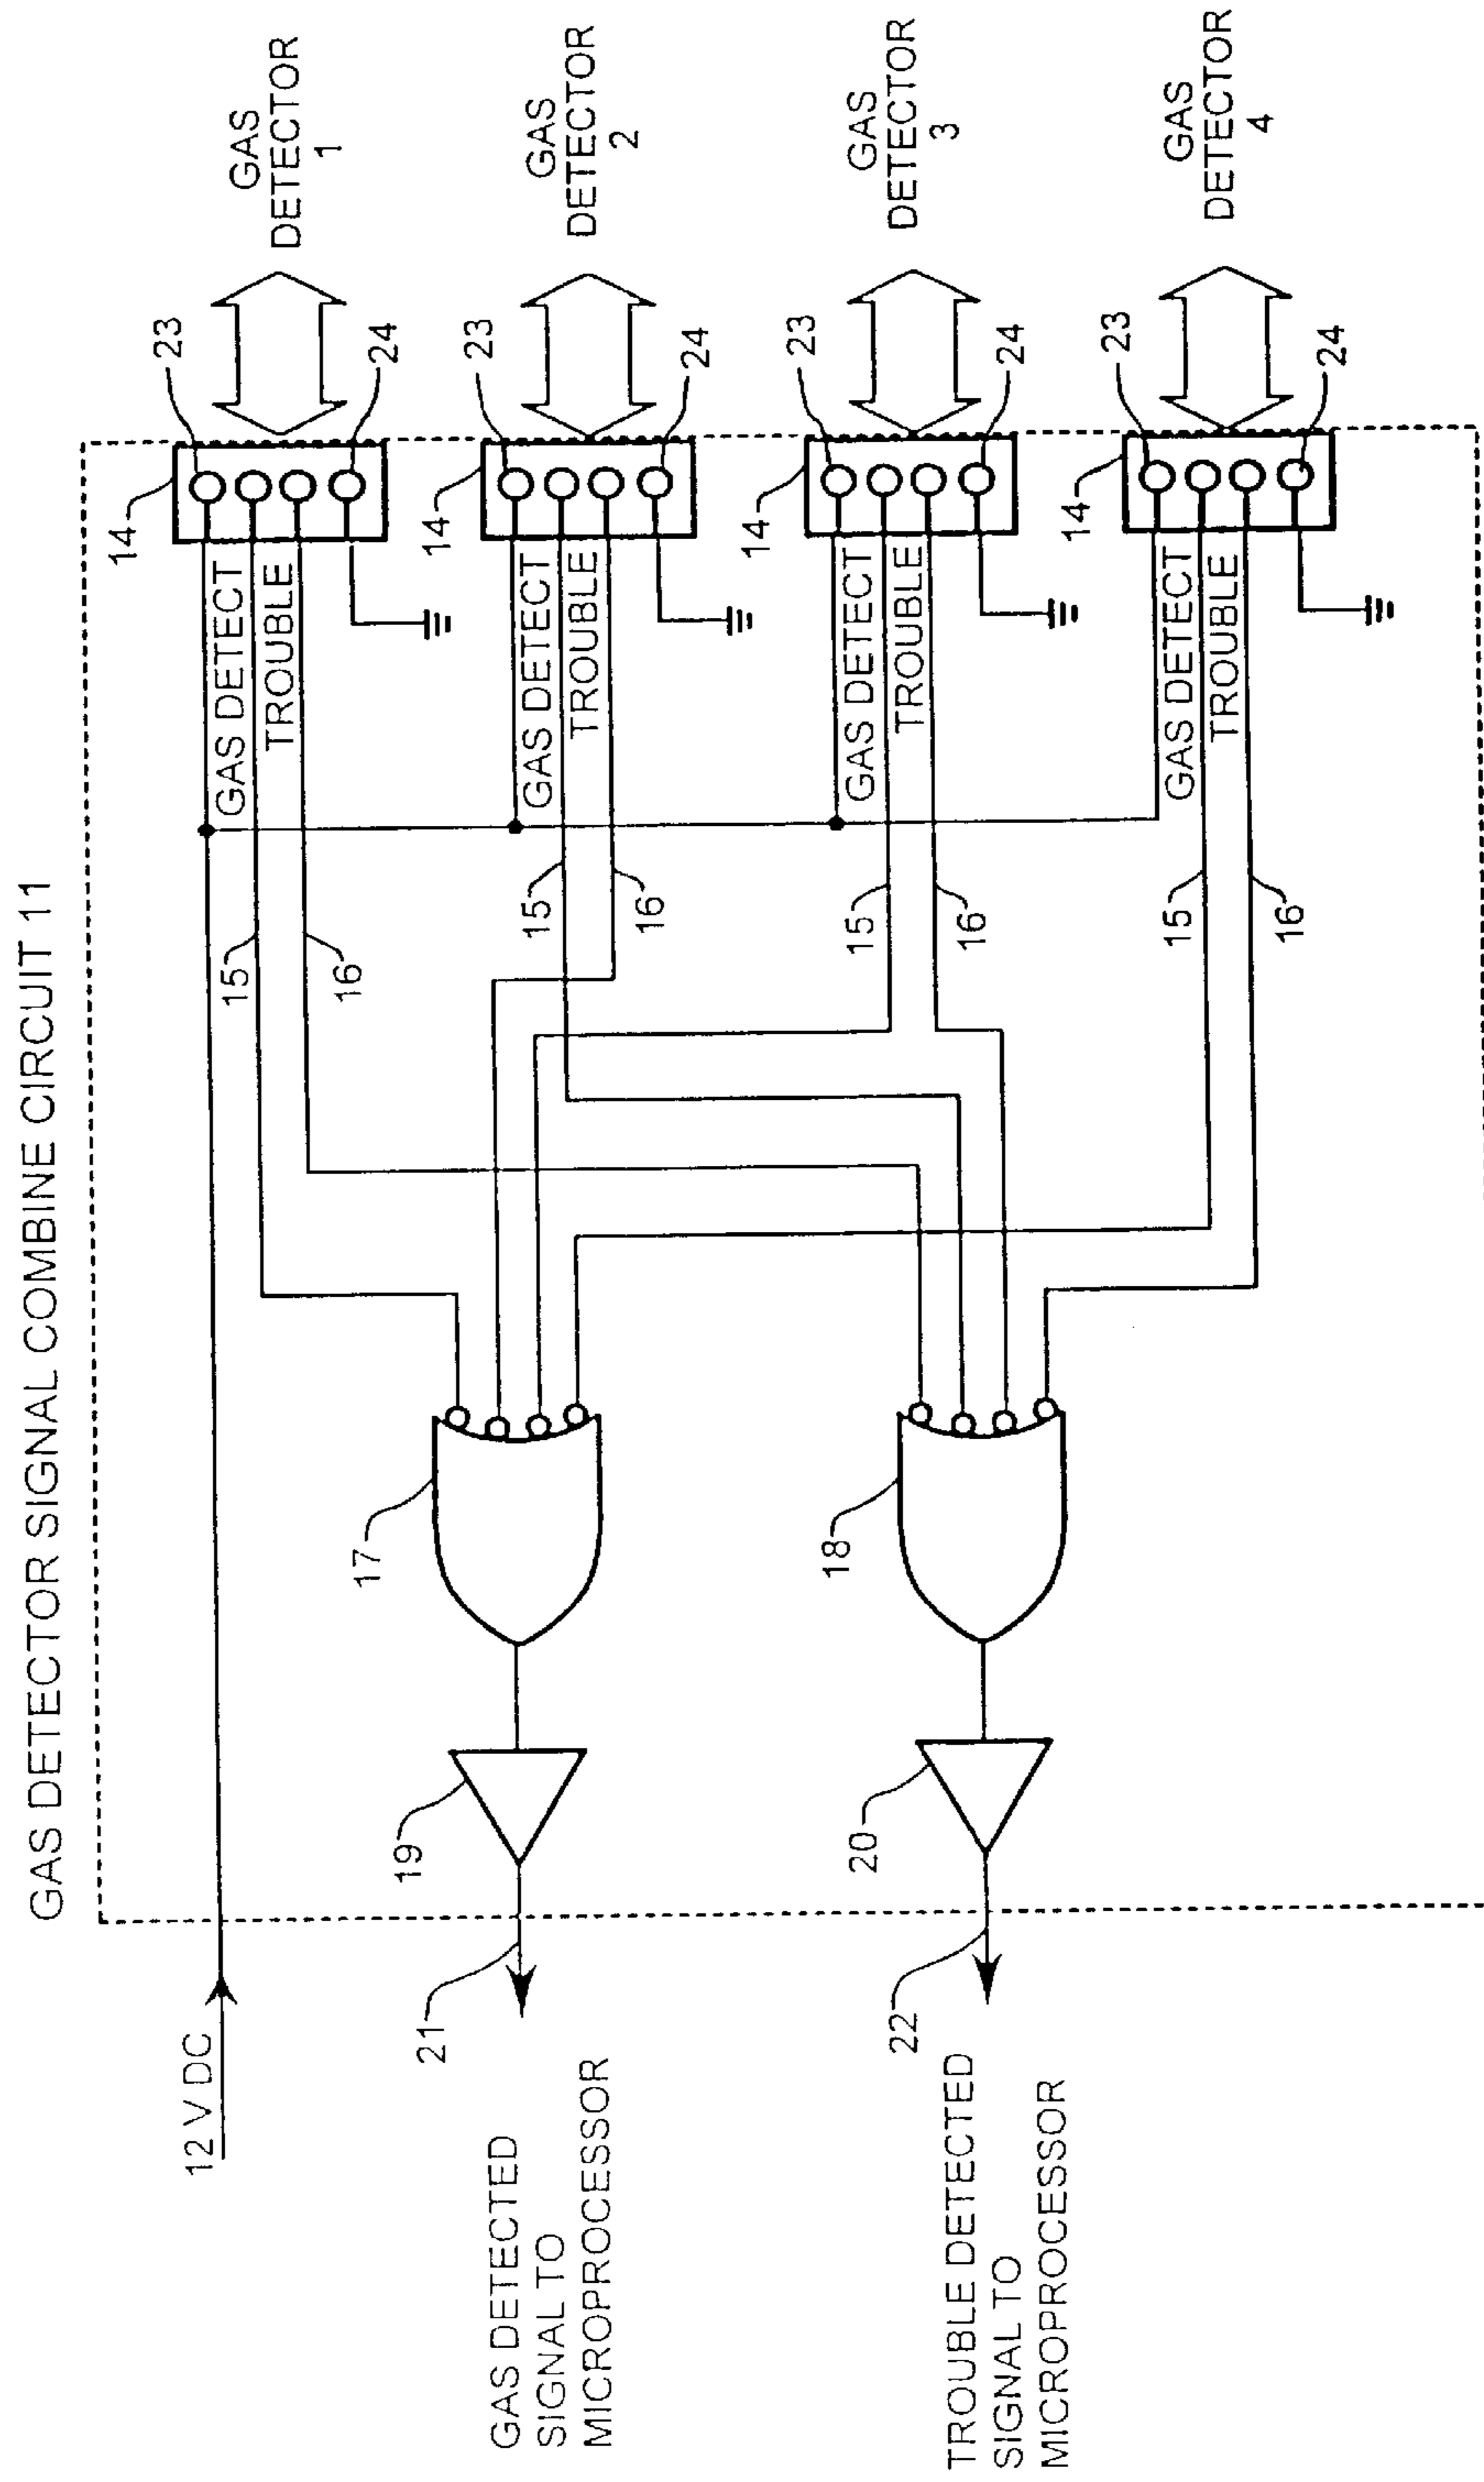 GAS DETECTOR SIGNAL COMBINE CIRCUIT 11
12 V DC
14
23
24
GAS
DETECTOR
1
GAS DETECT
TROUBLE
15
16
14
23
24
GAS
DETECTOR
2
GAS DETECT
TROUBLE
15
16
14
23
24
GAS
DETECTOR
3
GAS DETECT
TROUBLE
15
16
14
23
24
GAS
DETECTOR
4
GAS DETECT
TROUBLE
15
16
17
19
21
GAS DETECTED
SIGNAL TO
MICROPROCESSOR
18
20
22
TROUBLE DETECTED
SIGNAL TO
MICROPROCESSOR